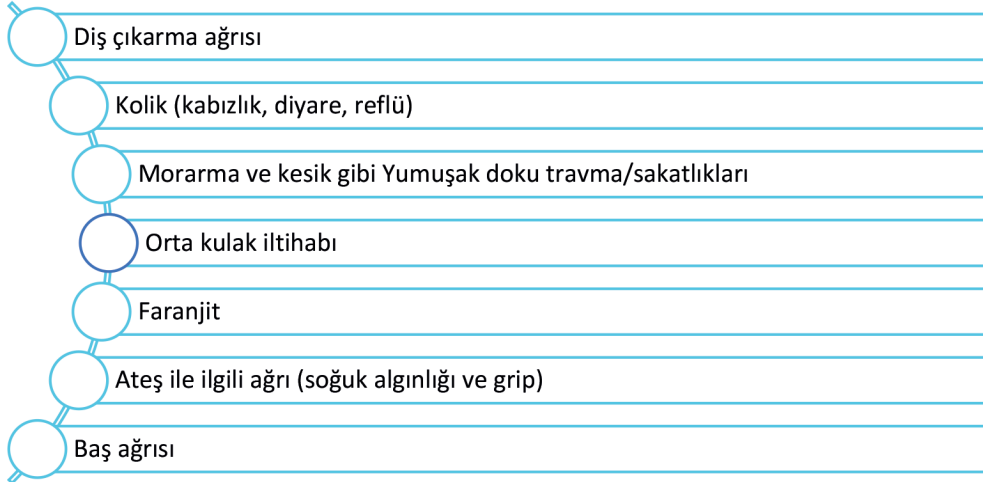 Diş çıkarma ağrısı
Kolik (kabızlık, diyare, reflü)
Morarma ve kesik gibi Yumuşak doku travma/sakatlıkları
Orta kulak iltihabı
Faranjit
Ateş ile ilgili ağrı (soğuk algınlığı ve grip)
Baş ağrısı